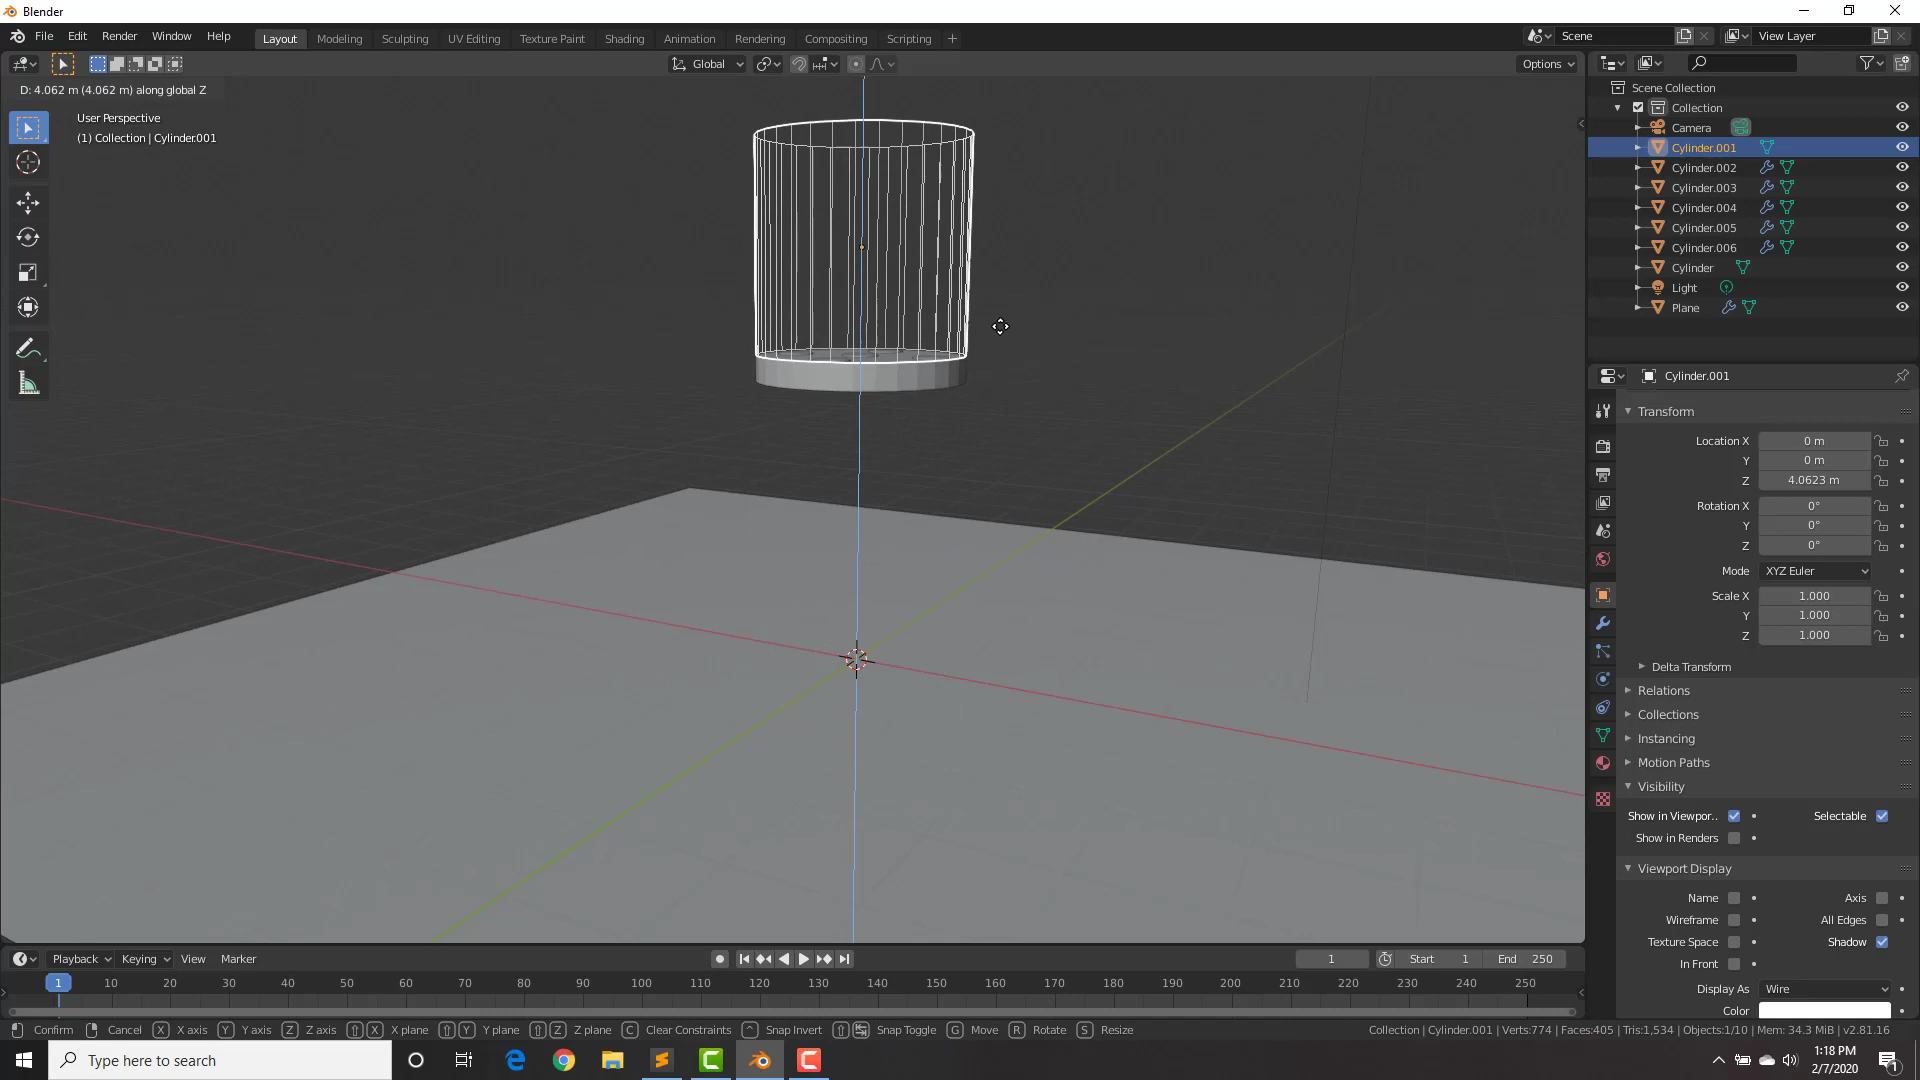 Blender
File Edit Render Window Help
Layout Modeling Sculpting UV Editing Texture Paint Shading Animation Rendering Compositing Scripting +
Scene
View Layer
Global
Options
D: 4.062 m (4.062 m) along global Z
User Perspective
(1) Collection | Cylinder.001
Scene Collection
Collection
Camera
Cylinder.001
Cylinder.002
Cylinder.003
Cylinder.004
Cylinder.005
Cylinder.006
Cylinder
Light
Plane
Cylinder.001
Transform
Location X 0 m
Y 0 m
Z 4.0623 m
Rotation X 0°
Y 0°
Z 0°
Mode XYZ Euler
Scale X 1.000
Y 1.000
Z 1.000
Delta Transform
Relations
Collections
Instancing
Motion Paths
Visibility
Show in Viewpor.. Selectable
Show in Renders
Viewport Display
Name Axis
Wireframe All Edges
Texture Space Shadow
In Front
Display As Wire
Color
Playback Keying View Marker
1 Start 1 End 250
1 10 20 30 40 50 60 70 80 90 100 110 120 130 140 150 160 170 180 190 200 210 220 230 240 250
Confirm Cancel X X axis Y Y axis Z Z axis X X plane Y Y plane Z Z plane C Clear Constraints ^ Snap Invert Snap Toggle G Move R Rotate S Resize
Collection | Cylinder.001 | Verts:774 | Faces:405 | Tris:1,534 | Objects:1/10 | Mem: 34.3 MiB | v2.81.16
Type here to search
1:18 PM
2/7/2020
1